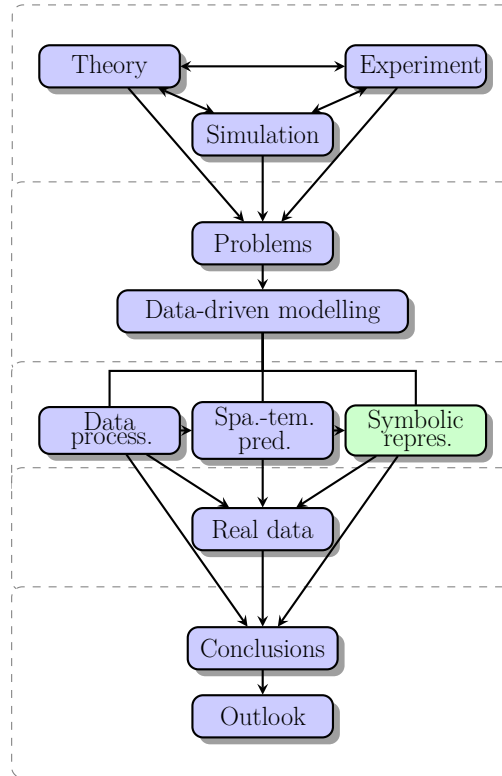 Theory
Experiment
Simulation
Problems
Data-driven modelling
Data
process.
Spa.-tem.
pred.
Symbolic
repres.
Real data
Conclusions
Outlook